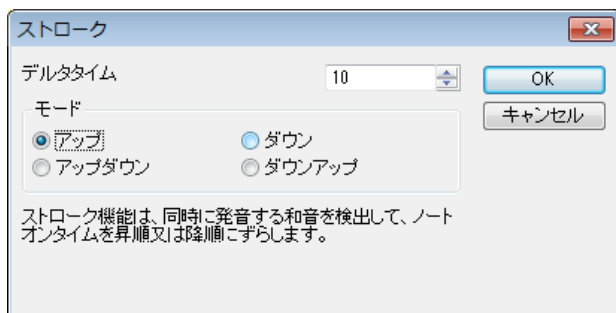 ストローク
デルタタイム 10 OK
モード キャンセル
アップ ダウン
アップダウン ダウンアップ
ストローク機能は、同時に発音する和音を検出して、ノート
オンタイムを昇順又は降順にずらします。